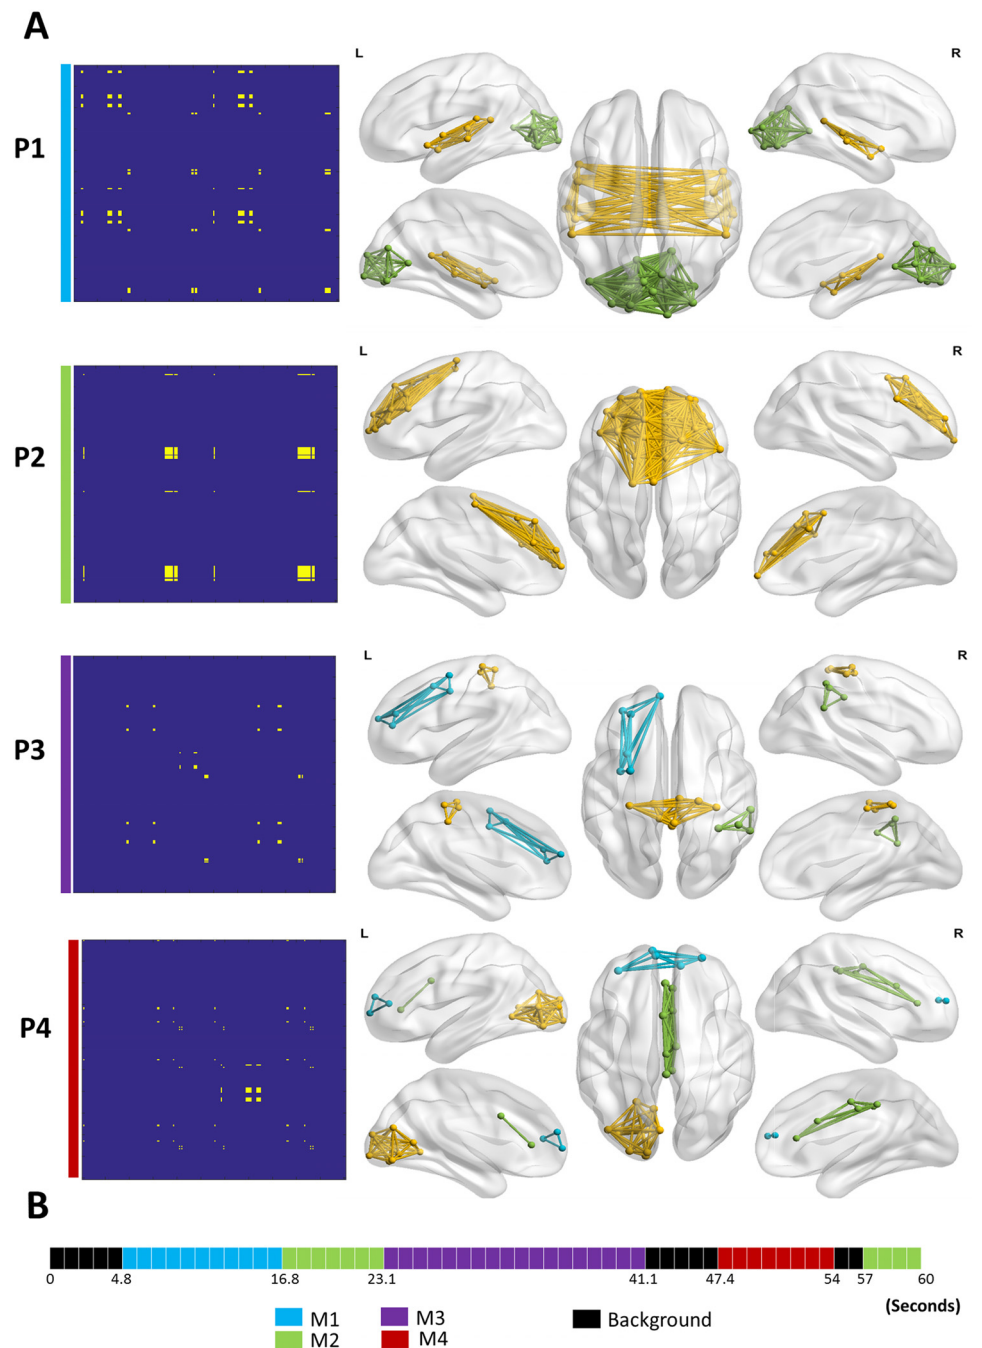 A
L R
P1
L R
P2
L R
P3
L R
P4
B
0 4.8 16.8 23.1 41.1 47.4 54 57 60
(Seconds)
M1 M3 Background
M2 M4